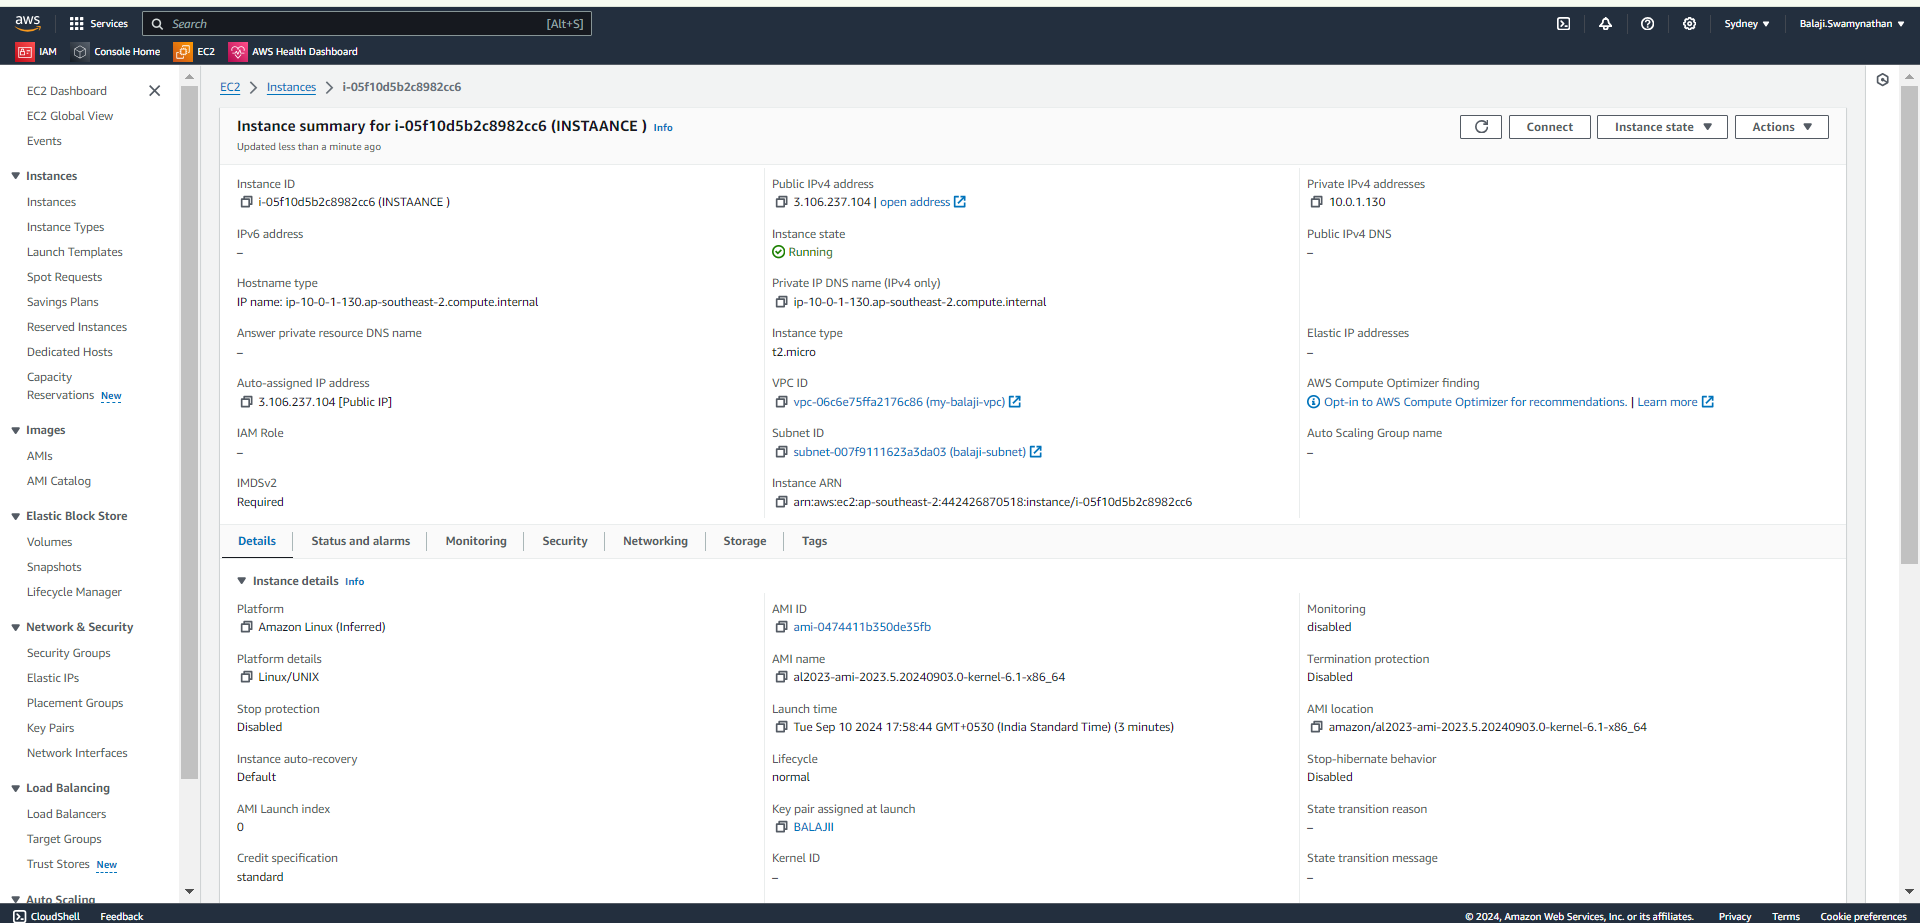 aws
Services
Search
[Alt+S]
Sydney
Balaji.Swamynathan
IAM
Console Home
EC2
AWS Health Dashboard
EC2 Dashboard
EC2 Global View
Events
Instances
Instances
Instance Types
Launch Templates
Spot Requests
Savings Plans
Reserved Instances
Dedicated Hosts
Capacity
Reservations New
Images
AMIs
AMI Catalog
Elastic Block Store
Volumes
Snapshots
Lifecycle Manager
Network & Security
Security Groups
Elastic IPs
Placement Groups
Key Pairs
Network Interfaces
Load Balancing
Load Balancers
Target Groups
Trust Stores New
Auto Scaling
EC2 > Instances > i-05f10d5b2c8982cc6
Instance summary for i-05f10d5b2c8982cc6 (INSTAANCE ) Info
Updated less than a minute ago
Connect
Instance state
Actions
Instance ID
i-05f10d5b2c8982cc6 (INSTAANCE )
Public IPv4 address
3.106.237.104 | open address
Private IPv4 addresses
10.0.1.130
IPv6 address
–
Instance state
Running
Public IPv4 DNS
–
Hostname type
IP name: ip-10-0-1-130.ap-southeast-2.compute.internal
Private IP DNS name (IPv4 only)
ip-10-0-1-130.ap-southeast-2.compute.internal
Answer private resource DNS name
–
Instance type
t2.micro
Elastic IP addresses
–
Auto-assigned IP address
3.106.237.104 [Public IP]
VPC ID
vpc-06c6e75ffa2176c86 (my-balaji-vpc)
AWS Compute Optimizer finding
Opt-in to AWS Compute Optimizer for recommendations. | Learn more
IAM Role
–
Subnet ID
subnet-007f9111623a3da03 (balaji-subnet)
Auto Scaling Group name
–
IMDSv2
Required
Instance ARN
arn:aws:ec2:ap-southeast-2:442426870518:instance/i-05f10d5b2c8982cc6
Details
Status and alarms
Monitoring
Security
Networking
Storage
Tags
Instance details Info
Platform
Amazon Linux (Inferred)
AMI ID
ami-0474411b350de35fb
Monitoring
disabled
Platform details
Linux/UNIX
AMI name
al2023-ami-2023.5.20240903.0-kernel-6.1-x86_64
Termination protection
Disabled
Stop protection
Disabled
Launch time
Tue Sep 10 2024 17:58:44 GMT+0530 (India Standard Time) (3 minutes)
AMI location
amazon/al2023-ami-2023.5.20240903.0-kernel-6.1-x86_64
Instance auto-recovery
Default
Lifecycle
normal
Stop-hibernate behavior
Disabled
AMI Launch index
0
Key pair assigned at launch
BALAJII
State transition reason
–
Credit specification
standard
Kernel ID
–
State transition message
–
CloudShell
Feedback
© 2024, Amazon Web Services, Inc. or its affiliates.
Privacy
Terms
Cookie preferences